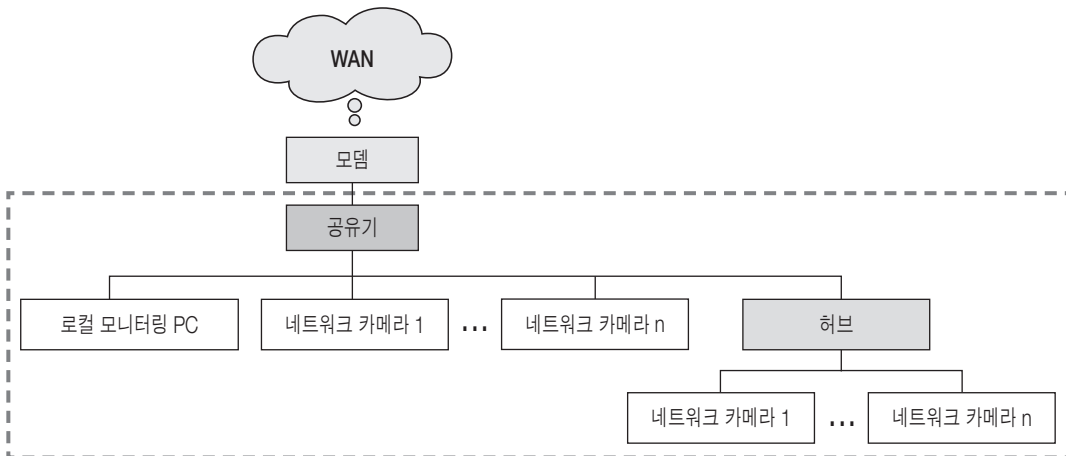 WAN
모뎀
공유기
로컬 모니터링 PC
네트워크 카메라 1
...
네트워크 카메라 n
허브
네트워크 카메라 1
...
네트워크 카메라 n